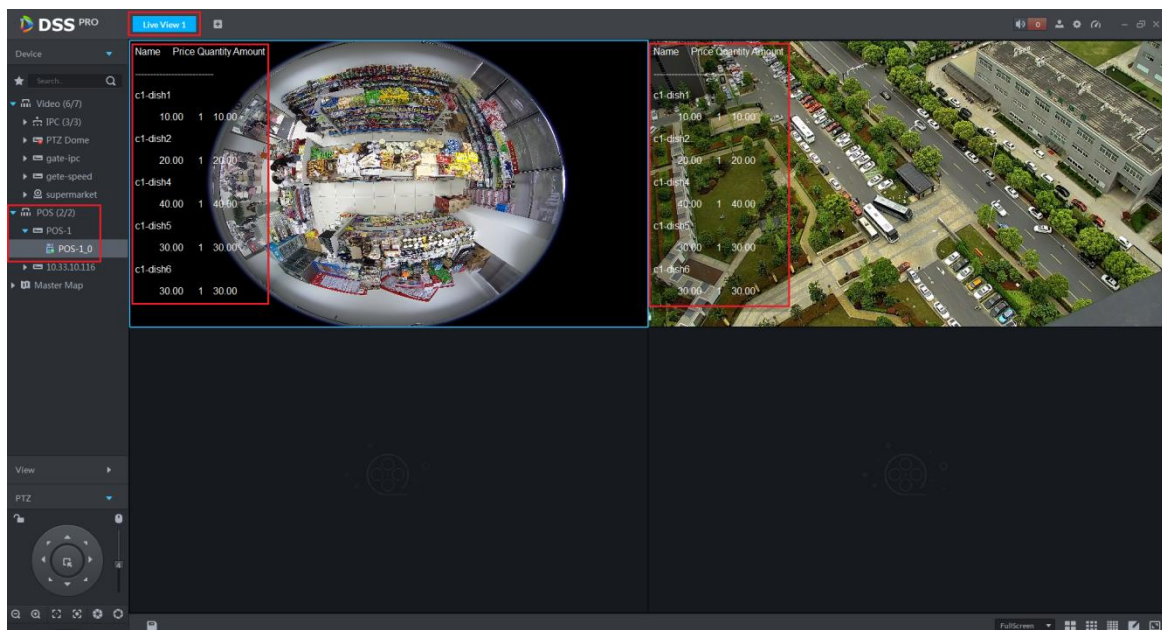 DSS PRO
Live View 1
0
Device
Search..
Video (6/7)
IPC (3/3)
PTZ Dome
gate-ipc
gete-speed
supermarket
POS (2/2)
POS-1
POS-1_0
10.33.10.116
Master Map
View
PTZ
4
Name Price Quantity Amount
--------------------------
c1-dish1
10.00 1 10.00
c1-dish2
20.00 1 20.00
c1-dish4
40.00 1 40.00
c1-dish5
30.00 1 30.00
c1-dish6
30.00 1 30.00
Name Price Quantity Amount
--------------------------
c1-dish1
10.00 1 10.00
c1-dish2
20.00 1 20.00
c1-dish4
40.00 1 40.00
c1-dish5
30.00 1 30.00
c1-dish6
30.00 1 30.00
FullScreen